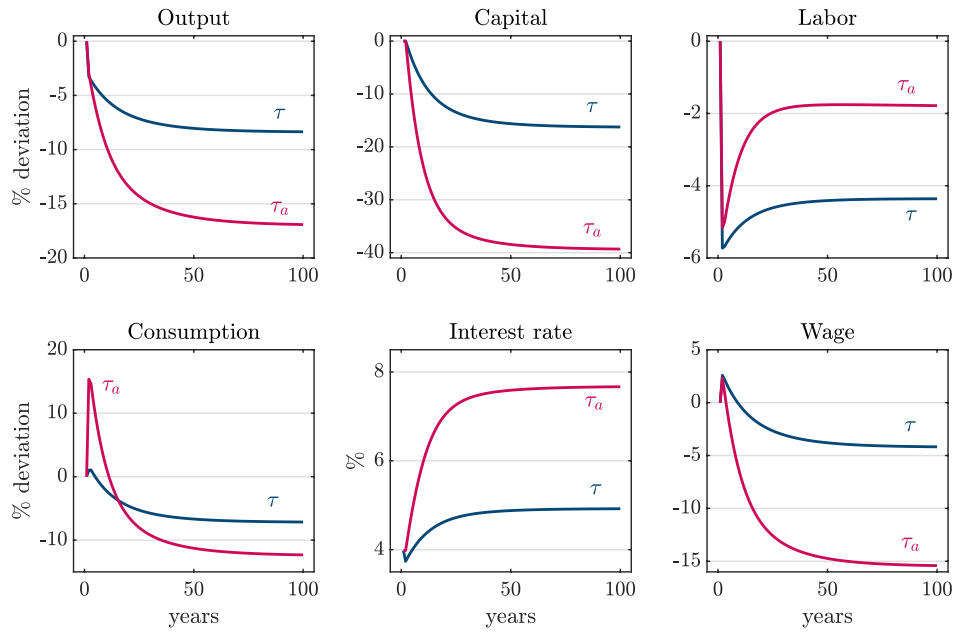 Output
Capital
Labor
% deviation
0
-5
-10
-15
-20
0
50
100
τ
τa
0
-10
-20
-30
-40
0
50
100
τ
τa
0
-2
-4
-6
0
50
100
τa
τ
Consumption
Interest rate
Wage
% deviation
20
10
0
-10
0
50
100
years
τa
τ
%
8
6
4
0
50
100
years
τa
τ
5
0
-5
-10
-15
0
50
100
years
τ
τa